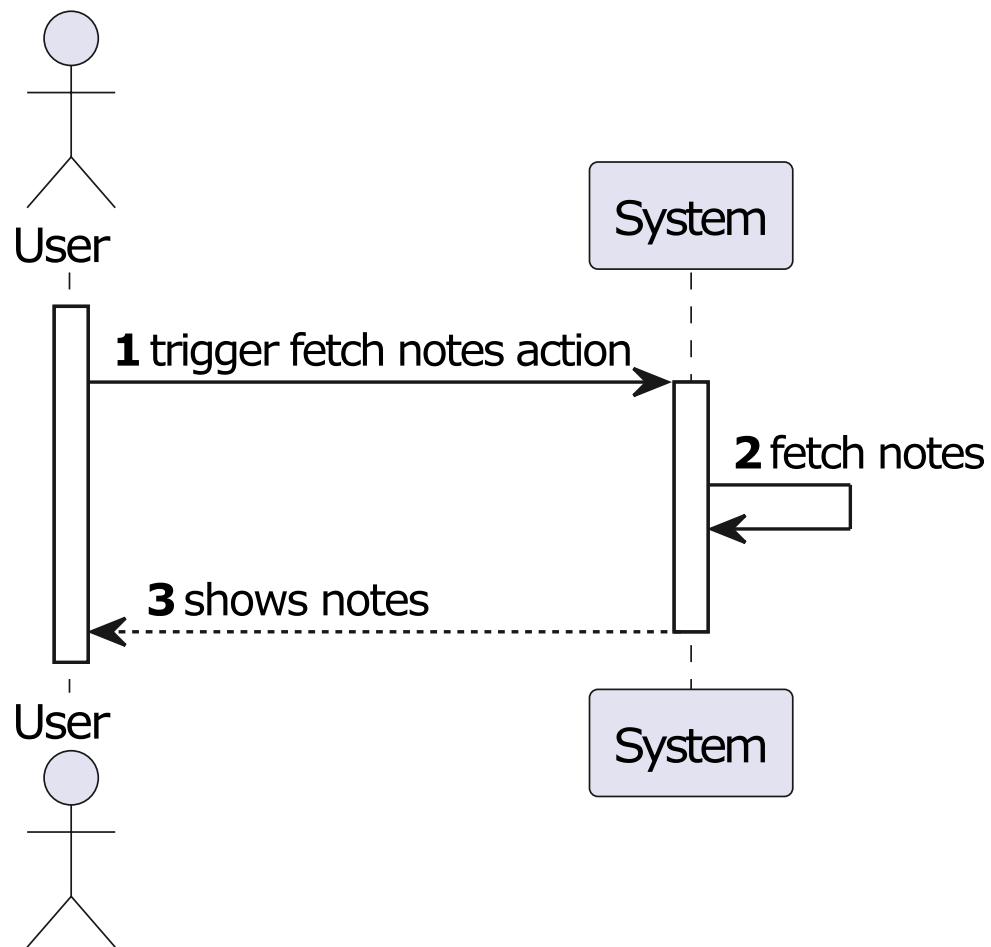 User
System
1 trigger fetch notes action
2 fetch notes
3 shows notes
User
System